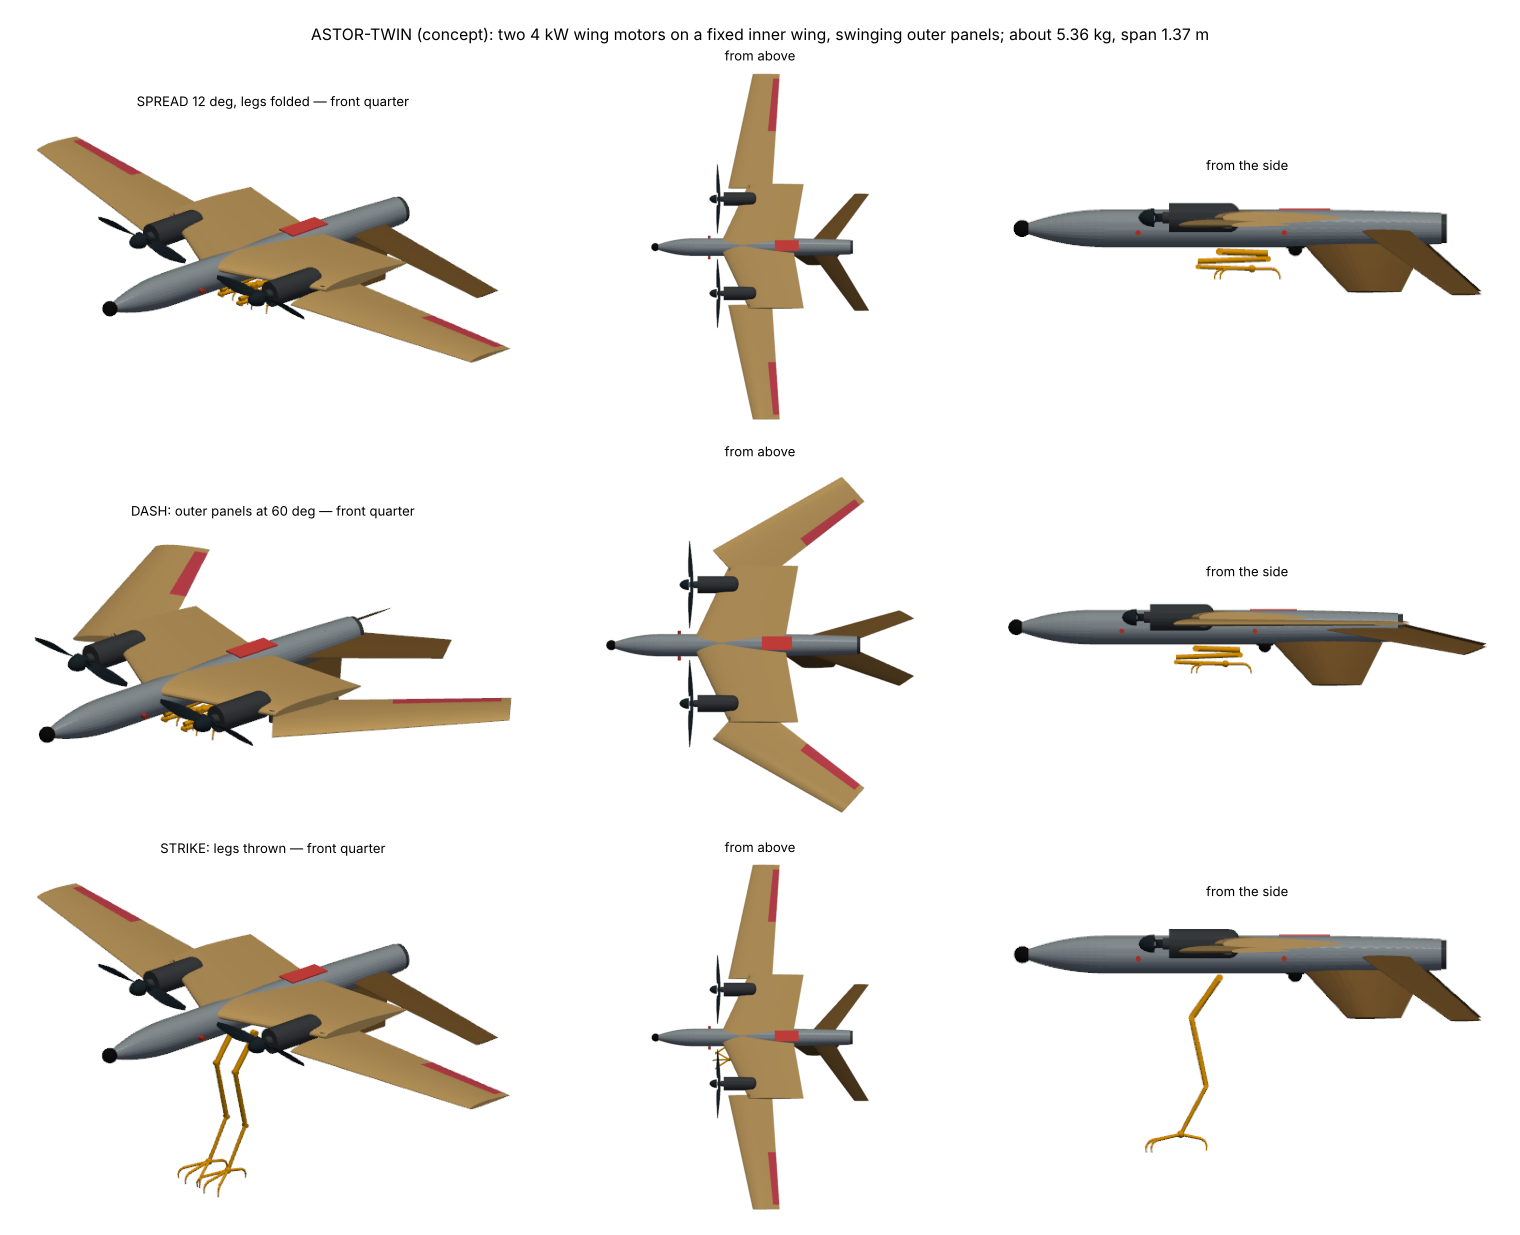 ASTOR-TWIN (concept): two 4 kW wing motors on a fixed inner wing, swinging outer panels; about 5.36 kg, span 1.37 m
SPREAD 12 deg, legs folded — front quarter
from above
from the side
DASH: outer panels at 60 deg — front quarter
from above
from the side
STRIKE: legs thrown — front quarter
from above
from the side